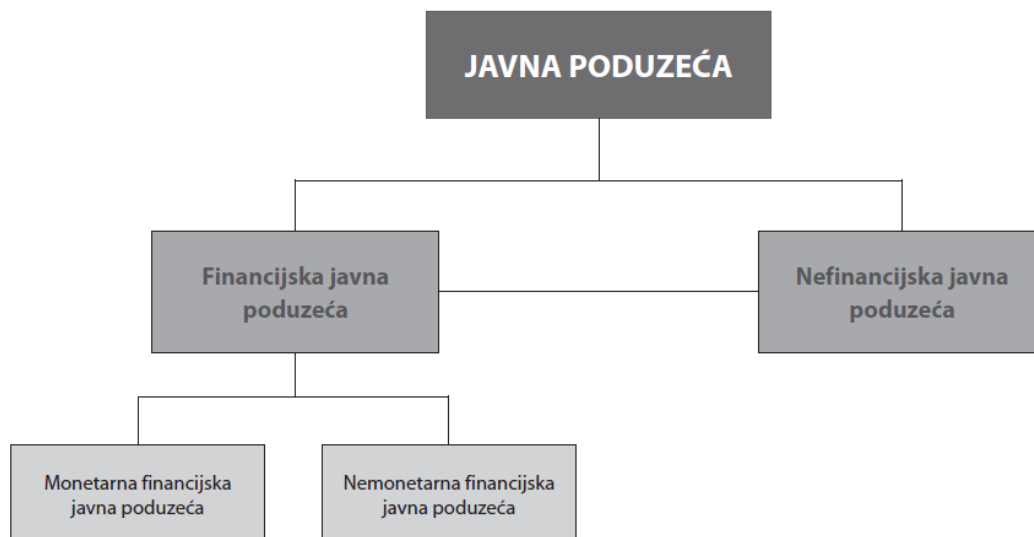 JAVNA PODUZEĆA
Financijska javna
poduzeća
Nefinancijska javna
poduzeća
Monetarna financijska
javna poduzeća
Nemonetarna financijska
javna poduzeća